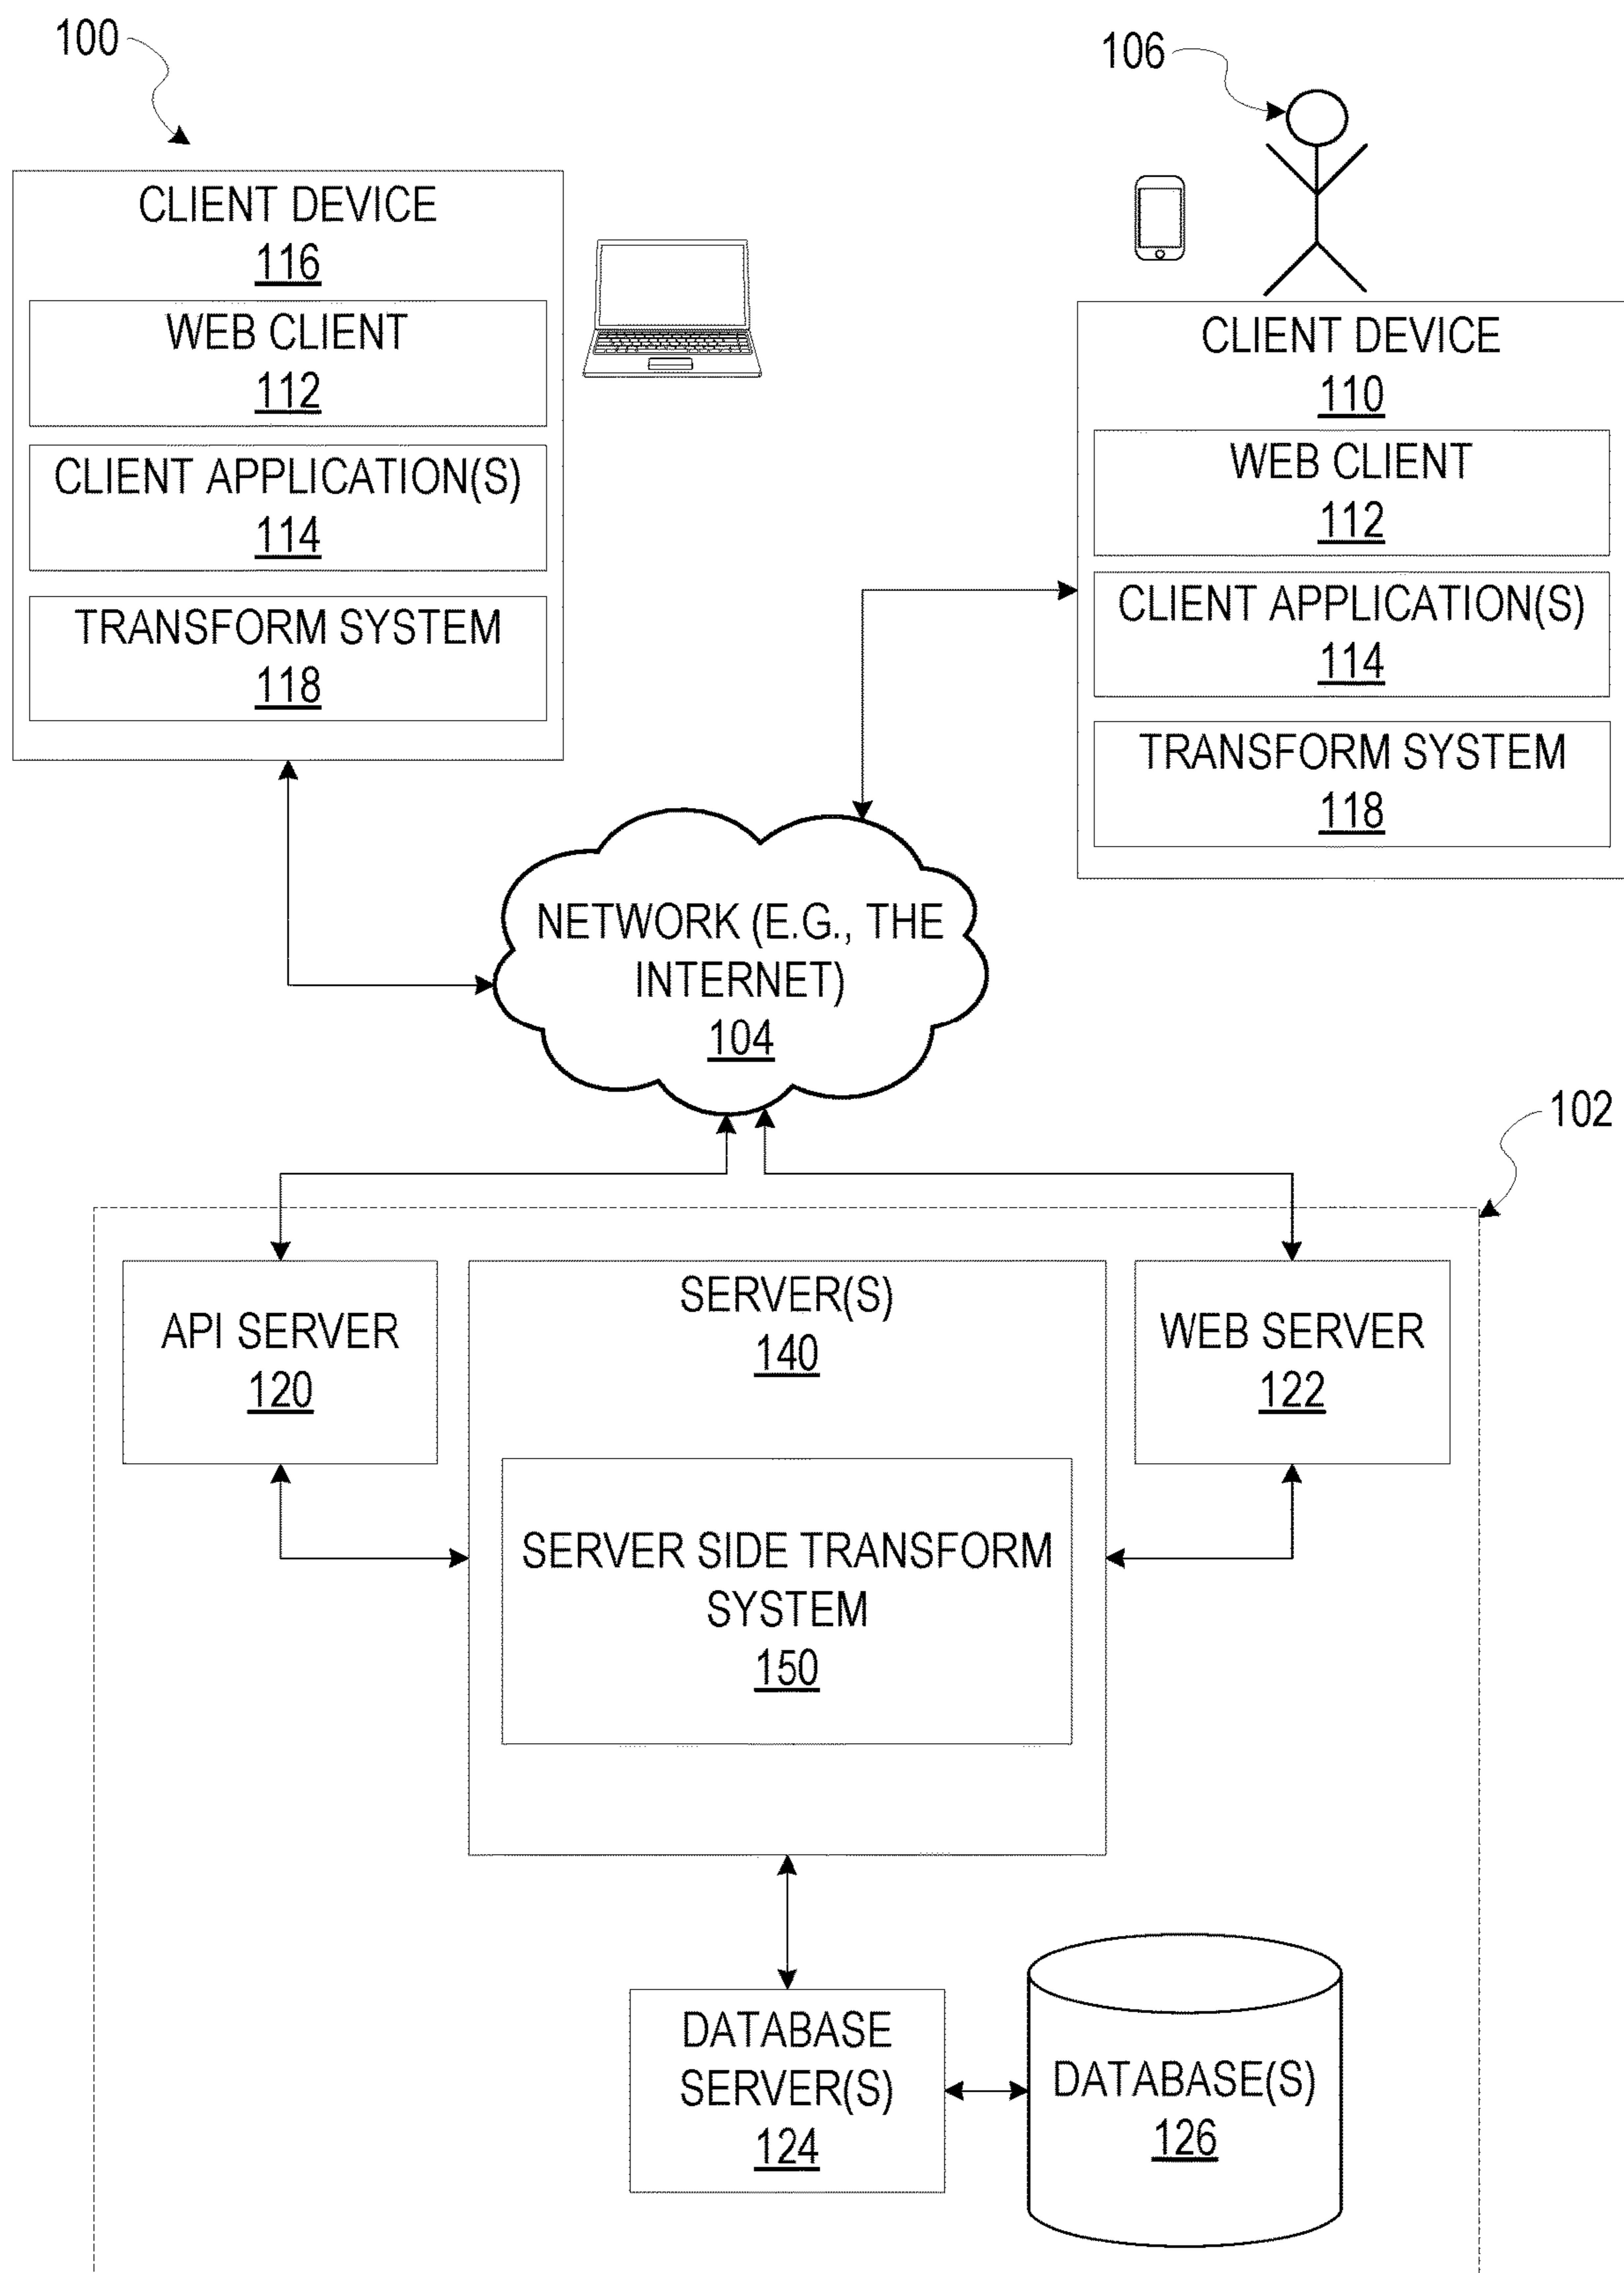 100
106
CLIENT DEVICE
116
WEB CLIENT
112
CLIENT APPLICATION(S)
114
TRANSFORM SYSTEM
118
CLIENT DEVICE
110
WEB CLIENT
112
CLIENT APPLICATION(S)
114
TRANSFORM SYSTEM
118
NETWORK (E.G., THE
INTERNET)
104
102
API SERVER
120
SERVER(S)
140
WEB SERVER
122
SERVER SIDE TRANSFORM
SYSTEM
150
DATABASE
SERVER(S)
124
DATABASE(S)
126